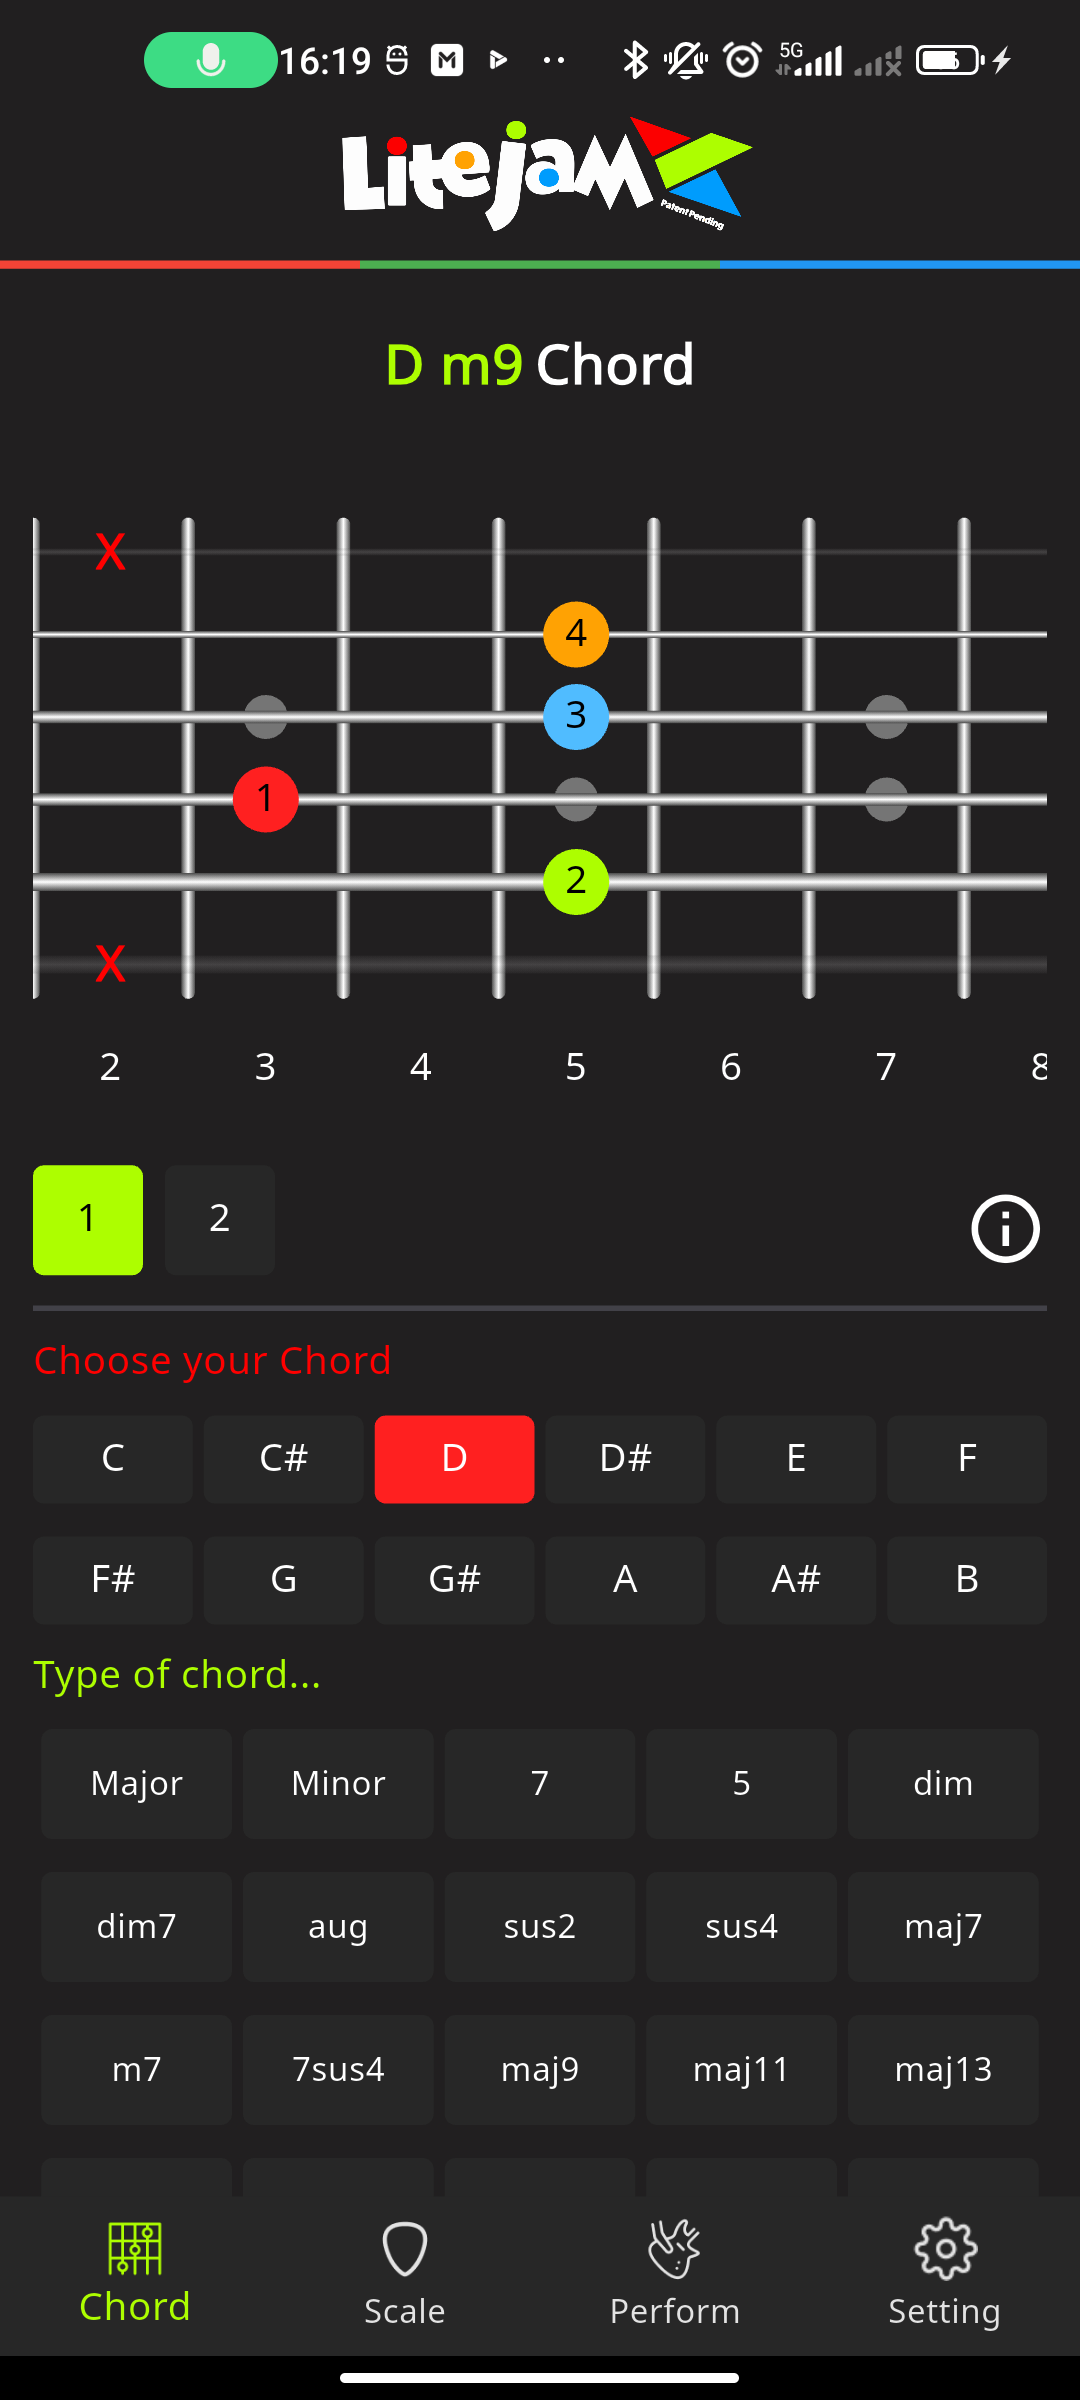 16:19 5G
LitejaM
Patent Pending
D m9 Chord
X
4
3
1
2
X
2 3 4 5 6 7 8
1 2
Choose your Chord
C C# D D# E F
F# G G# A A# B
Type of chord...
Major Minor 7 5 dim
dim7 aug sus2 sus4 maj7
m7 7sus4 maj9 maj11 maj13
Chord Scale Perform Setting